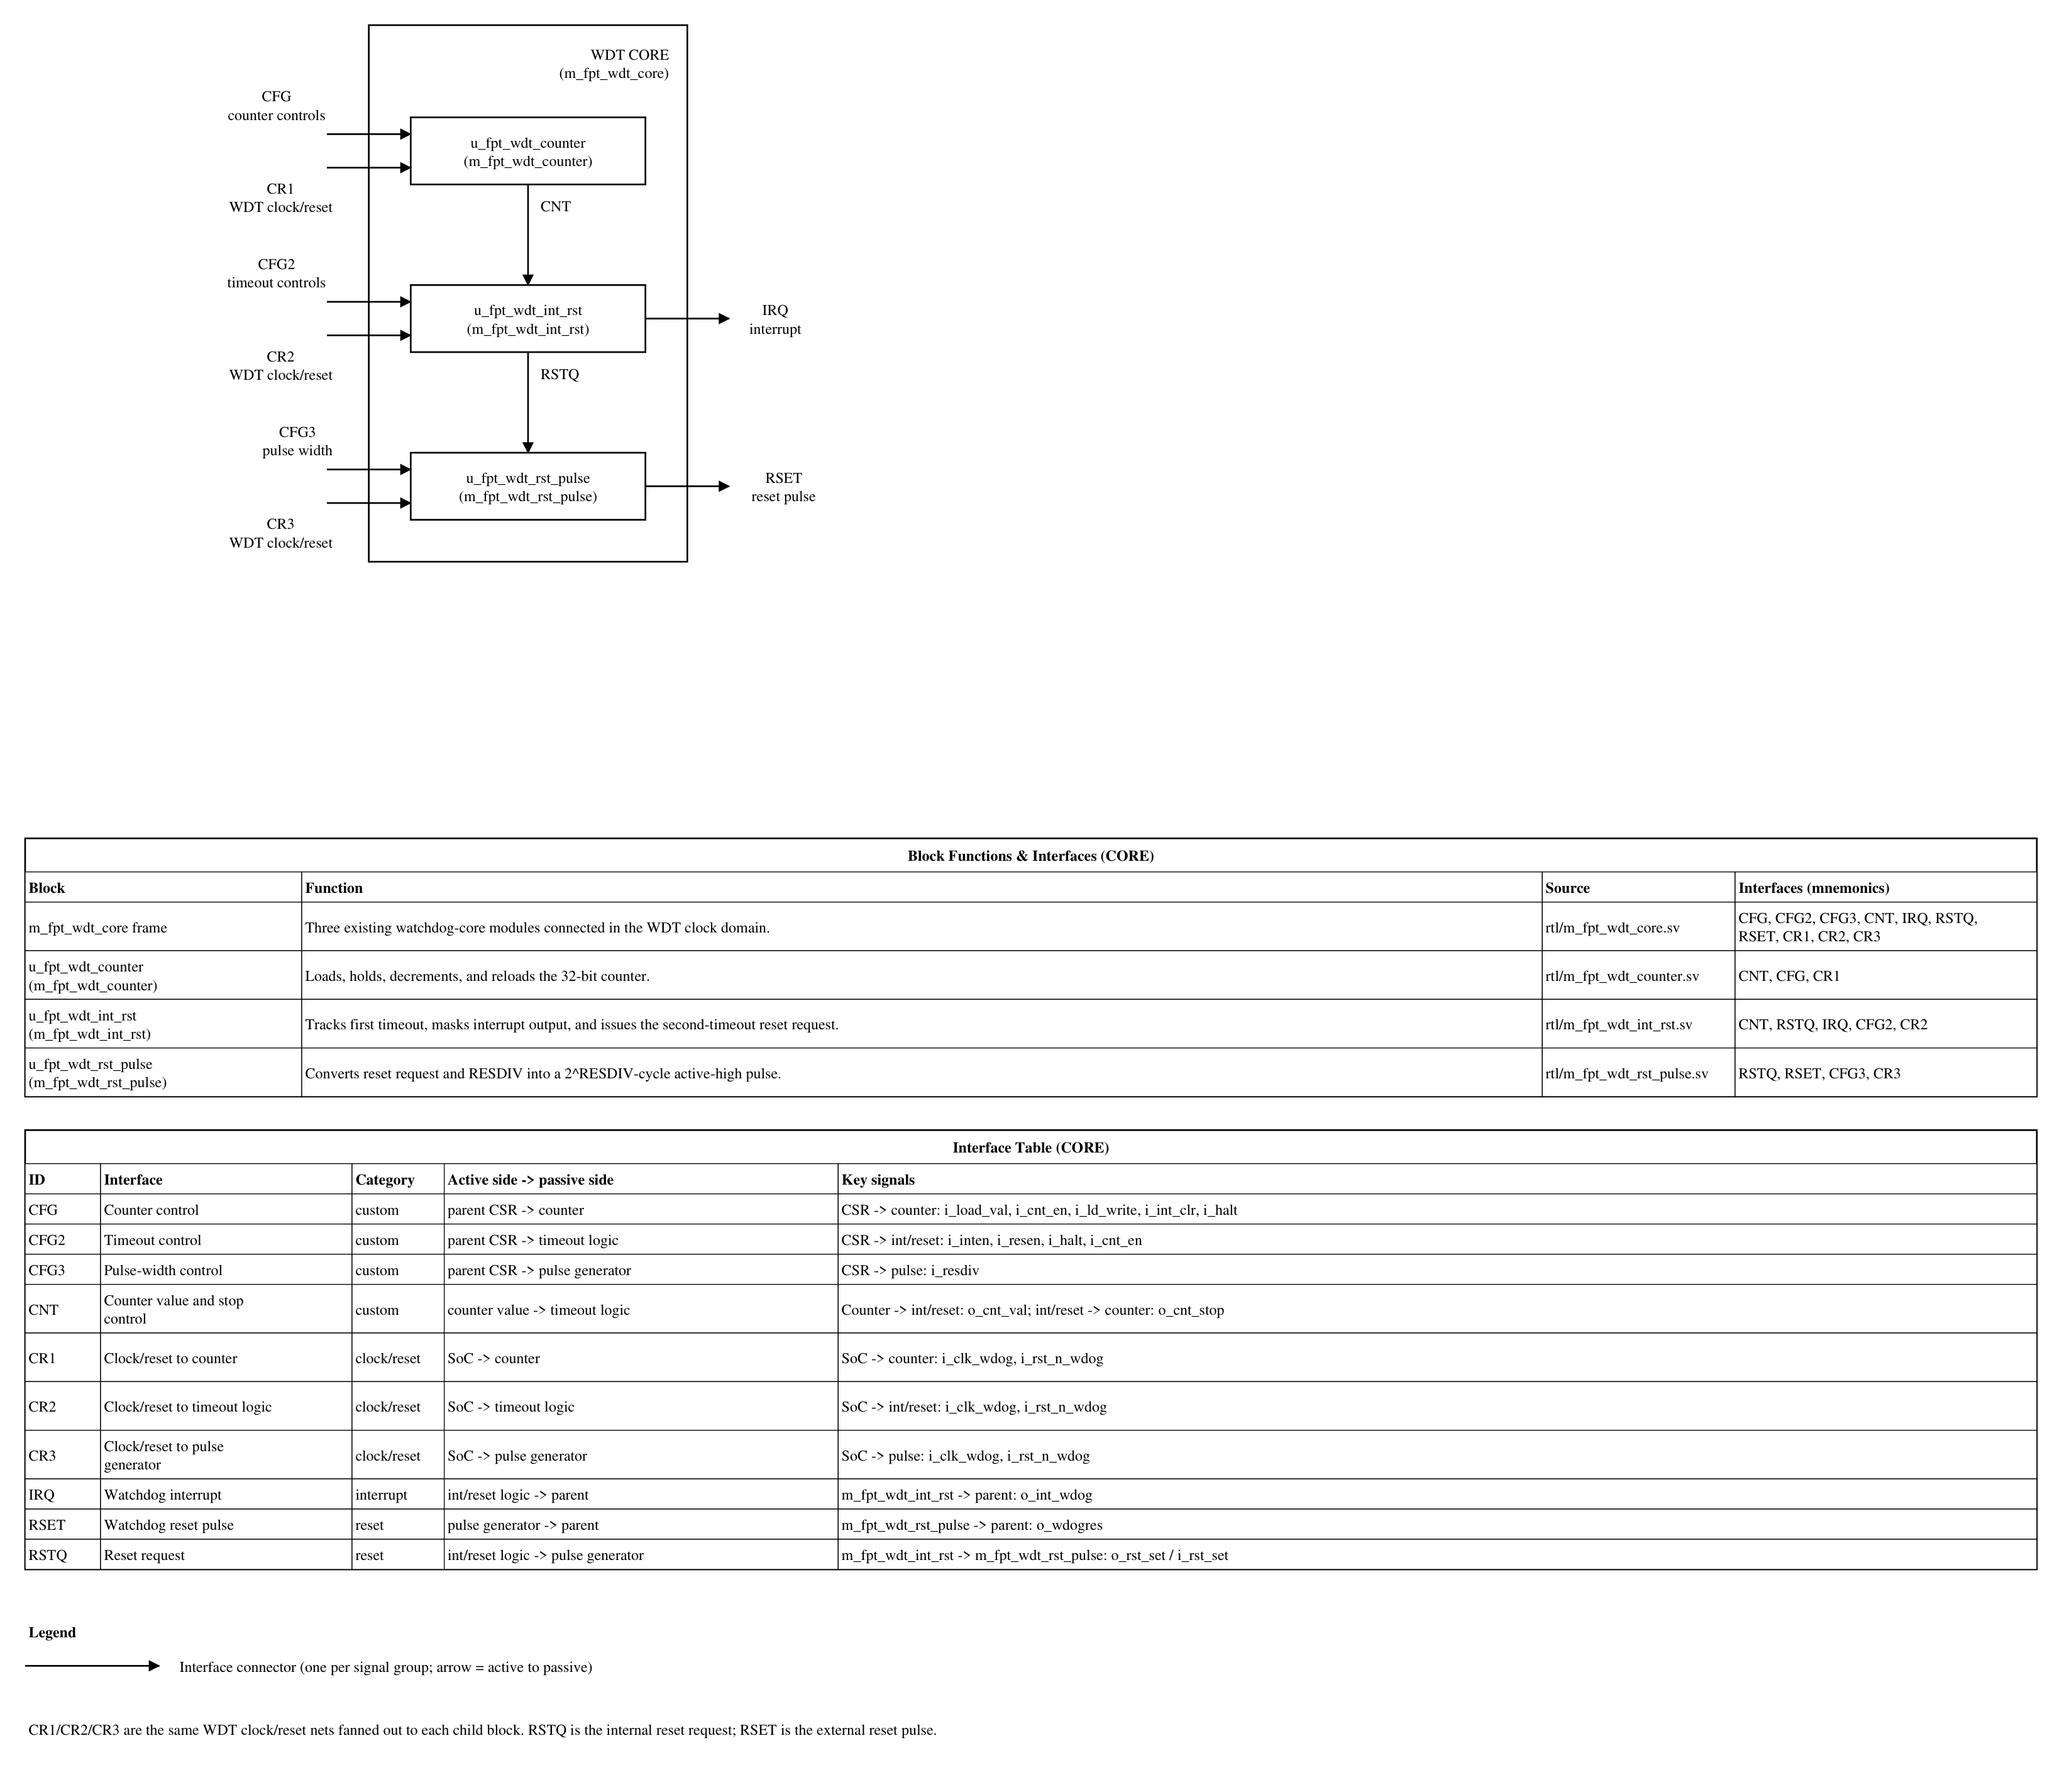 WDT CORE
(m_fpt_wdt_core)
CFG
counter controls
u_fpt_wdt_counter
(m_fpt_wdt_counter)
CR1
WDT clock/reset
CNT
CFG2
timeout controls
u_fpt_wdt_int_rst
(m_fpt_wdt_int_rst)
IRQ
interrupt
CR2
WDT clock/reset
RSTQ
CFG3
pulse width
u_fpt_wdt_rst_pulse
(m_fpt_wdt_rst_pulse)
RSET
reset pulse
CR3
WDT clock/reset
Block Functions & Interfaces (CORE)
Block Function Source Interfaces (mnemonics)
m_fpt_wdt_core frame Three existing watchdog-core modules connected in the WDT clock domain. rtl/m_fpt_wdt_core.sv CFG, CFG2, CFG3, CNT, IRQ, RSTQ,
RSET, CR1, CR2, CR3
u_fpt_wdt_counter
(m_fpt_wdt_counter) Loads, holds, decrements, and reloads the 32-bit counter. rtl/m_fpt_wdt_counter.sv CNT, CFG, CR1
u_fpt_wdt_int_rst
(m_fpt_wdt_int_rst) Tracks first timeout, masks interrupt output, and issues the second-timeout reset request. rtl/m_fpt_wdt_int_rst.sv CNT, RSTQ, IRQ, CFG2, CR2
u_fpt_wdt_rst_pulse
(m_fpt_wdt_rst_pulse) Converts reset request and RESDIV into a 2^RESDIV-cycle active-high pulse. rtl/m_fpt_wdt_rst_pulse.sv RSTQ, RSET, CFG3, CR3
Interface Table (CORE)
ID Interface Category Active side -> passive side Key signals
CFG Counter control custom parent CSR -> counter CSR -> counter: i_load_val, i_cnt_en, i_ld_write, i_int_clr, i_halt
CFG2 Timeout control custom parent CSR -> timeout logic CSR -> int/reset: i_inten, i_resen, i_halt, i_cnt_en
CFG3 Pulse-width control custom parent CSR -> pulse generator CSR -> pulse: i_resdiv
CNT Counter value and stop
control custom counter value -> timeout logic Counter -> int/reset: o_cnt_val; int/reset -> counter: o_cnt_stop
CR1 Clock/reset to counter clock/reset SoC -> counter SoC -> counter: i_clk_wdog, i_rst_n_wdog
CR2 Clock/reset to timeout logic clock/reset SoC -> timeout logic SoC -> int/reset: i_clk_wdog, i_rst_n_wdog
CR3 Clock/reset to pulse
generator clock/reset SoC -> pulse generator SoC -> pulse: i_clk_wdog, i_rst_n_wdog
IRQ Watchdog interrupt interrupt int/reset logic -> parent m_fpt_wdt_int_rst -> parent: o_int_wdog
RSET Watchdog reset pulse reset pulse generator -> parent m_fpt_wdt_rst_pulse -> parent: o_wdogres
RSTQ Reset request reset int/reset logic -> pulse generator m_fpt_wdt_int_rst -> m_fpt_wdt_rst_pulse: o_rst_set / i_rst_set
Legend
Interface connector (one per signal group; arrow = active to passive)
CR1/CR2/CR3 are the same WDT clock/reset nets fanned out to each child block. RSTQ is the internal reset request; RSET is the external reset pulse.